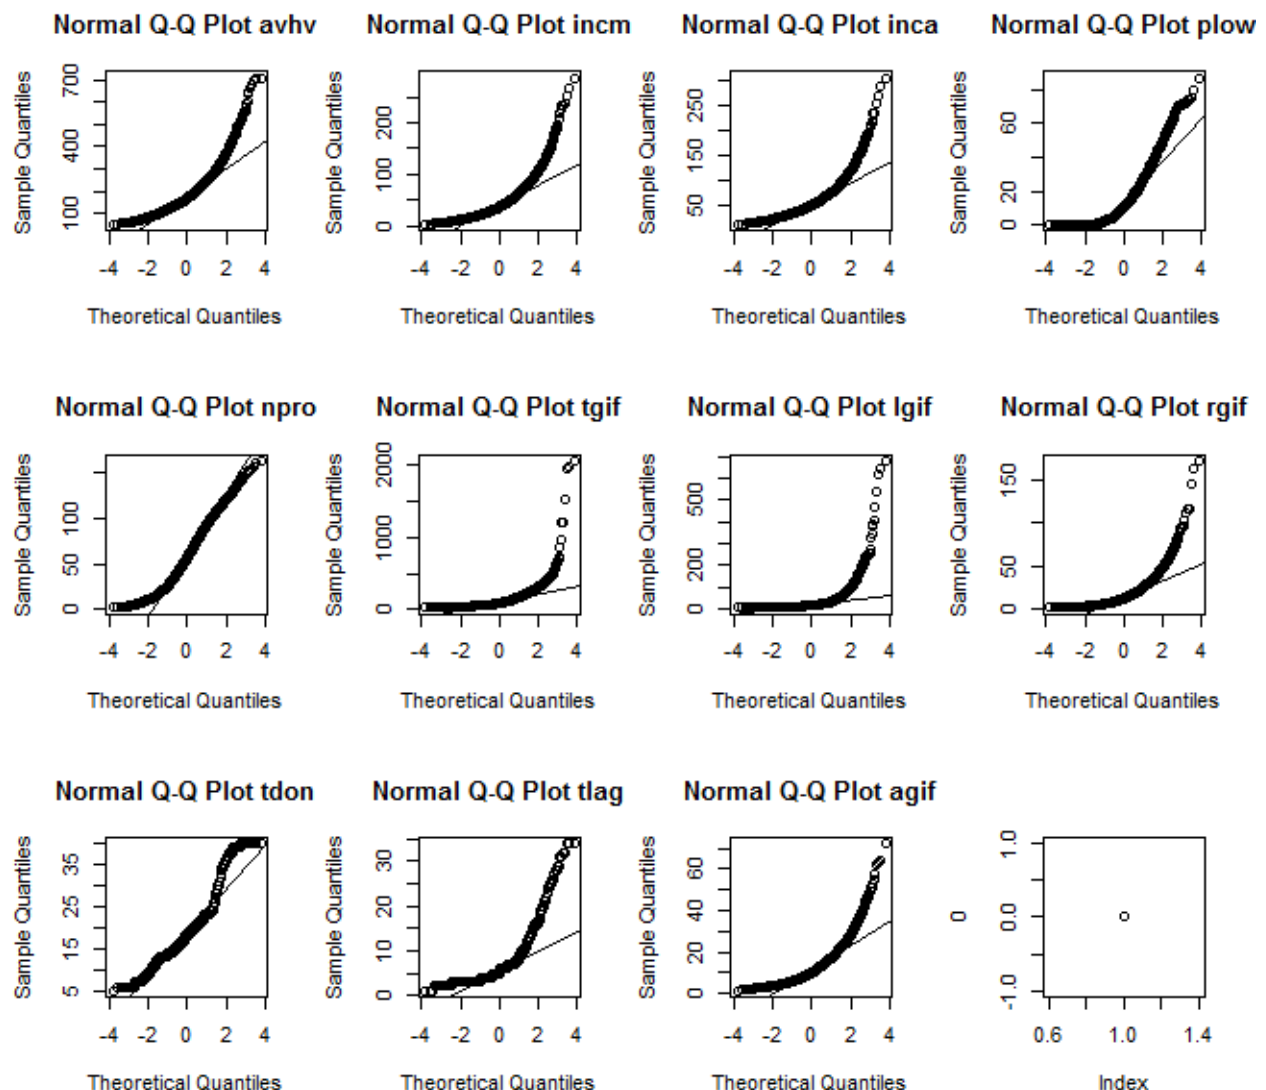 Normal Q-Q Plot avhv
Sample Quantiles
100 400 700
-4 -2 0 2 4
Theoretical Quantiles
Normal Q-Q Plot incm
Sample Quantiles
0 100 200
-4 -2 0 2 4
Theoretical Quantiles
Normal Q-Q Plot inca
Sample Quantiles
50 150 250
-4 -2 0 2 4
Theoretical Quantiles
Normal Q-Q Plot plow
Sample Quantiles
0 20 60
-4 -2 0 2 4
Theoretical Quantiles
Normal Q-Q Plot npro
Sample Quantiles
0 50 100
-4 -2 0 2 4
Theoretical Quantiles
Normal Q-Q Plot tgif
Sample Quantiles
0 1000 2000
-4 -2 0 2 4
Theoretical Quantiles
Normal Q-Q Plot lgif
Sample Quantiles
0 200 500
-4 -2 0 2 4
Theoretical Quantiles
Normal Q-Q Plot rgif
Sample Quantiles
0 50 150
-4 -2 0 2 4
Theoretical Quantiles
Normal Q-Q Plot tdon
Sample Quantiles
5 15 25 35
-4 -2 0 2 4
Theoretical Quantiles
Normal Q-Q Plot tlag
Sample Quantiles
0 10 20 30
-4 -2 0 2 4
Theoretical Quantiles
Normal Q-Q Plot agif
Sample Quantiles
0 20 40 60
-4 -2 0 2 4
Theoretical Quantiles
0
-1.0 0.0 1.0
0.6 1.0 1.4
Index